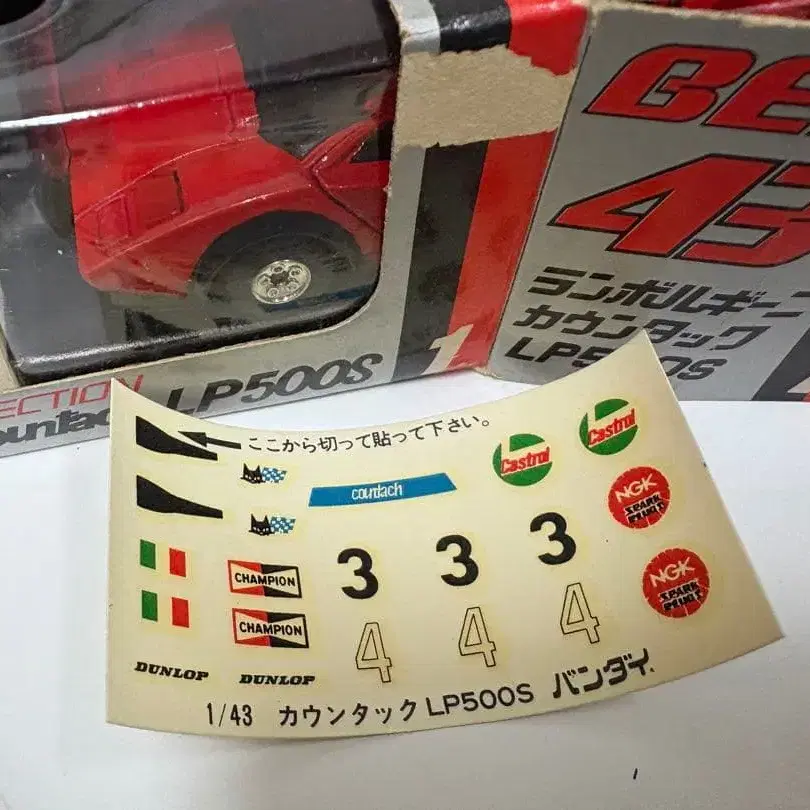 ECTION
LP500S
1
43
ランボルギーニ
カウンタック
LP500S
ここから切って貼って下さい。
Castrol
Castrol
countach
NGK
SPARK
PLUGS
CHAMPION
3 3 3
NGK
SPARK
PLUGS
CHAMPION
4 4 4
DUNLOP
DUNLOP
1/43 カウンタック LP500S バンダイ